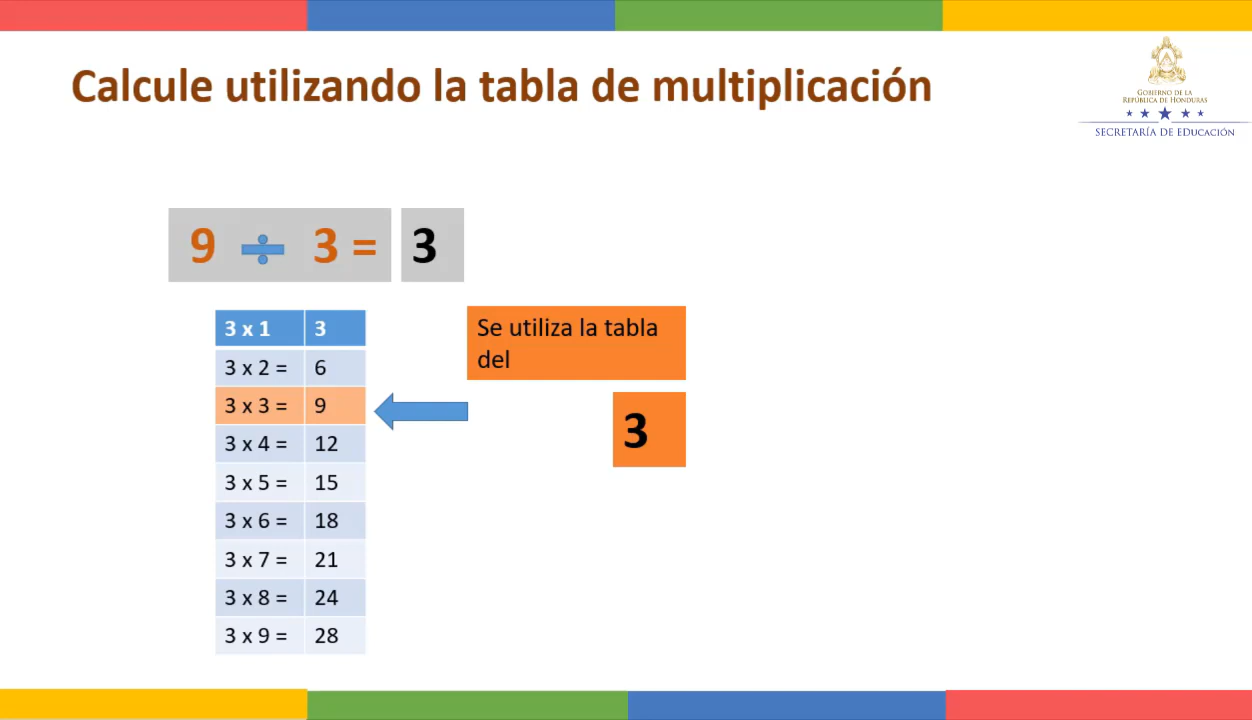 Calcule utilizando la tabla de multiplicación
GOBIERNO DE LA
REPÚBLICA DE HONDURAS
SECRETARÍA DE EDUCACIÓN
9 ÷ 3 = 3
3 x 1 3
3 x 2 = 6
3 x 3 = 9
3 x 4 = 12
3 x 5 = 15
3 x 6 = 18
3 x 7 = 21
3 x 8 = 24
3 x 9 = 28
Se utiliza la tabla
del
3